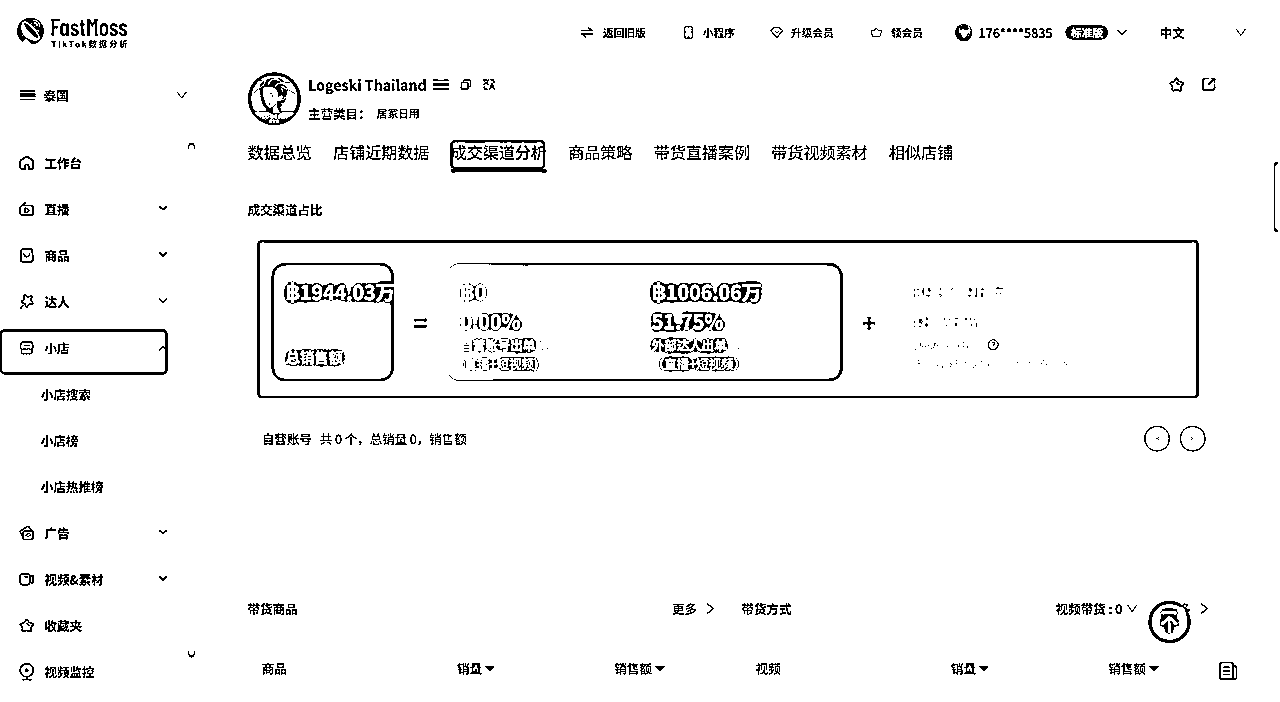 FastMoss
TikTok数据分析
返回旧版
小程序
升级会员
领会员
176****5835
标准版
中文
泰国
工作台
直播
商品
达人
小店
小店搜索
小店榜
小店热推榜
广告
视频&素材
收藏夹
视频监控
Logeski Thailand
主营类目： 居家日用
数据总览 店铺近期数据 成交渠道分析 商品策略 带货直播案例 带货视频素材 相似店铺
成交渠道占比
฿1944.03万
总销售额
=
฿0
0.00%
自营账号出单
（直播+短视频）
฿1006.06万
51.75%
外部达人出单
（直播+短视频）
+
自营账号 共0个，总销量0，销售额
带货商品
更多
带货方式
视频带货:0
商品 销量 销售额
视频 销量 销售额